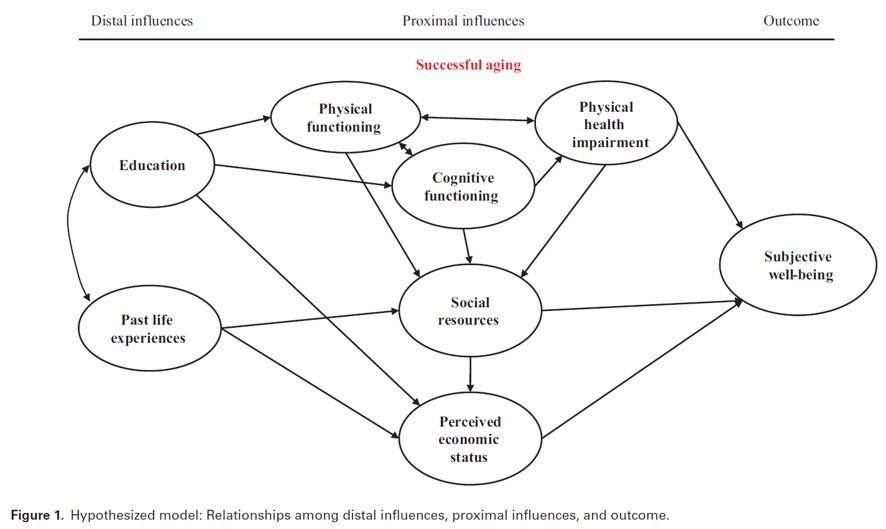 Distal influences
Proximal influences
Outcome
Successful aging
Physical
functioning
Physical
health
impairment
Education
Cognitive
functioning
Subjective
well-being
Social
resources
Past life
experiences
Perceived
economic
status
Figure 1. Hypothesized model: Relationships among distal influences, proximal influences, and outcome.